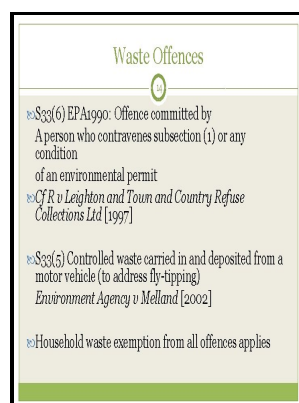 Waste Offences
S33(6) EPA1990: Offence committed by
A person who contravenes subsection (1) or any
condition
of an environmental permit
Cf R v Leighton and Town and Country Refuse
Collections Ltd [1997]
S33(5) Controlled waste carried in and deposited from a
motor vehicle (to address fly-tipping)
Environment Agency v Melland [2002]
Household waste exemption from all offences applies